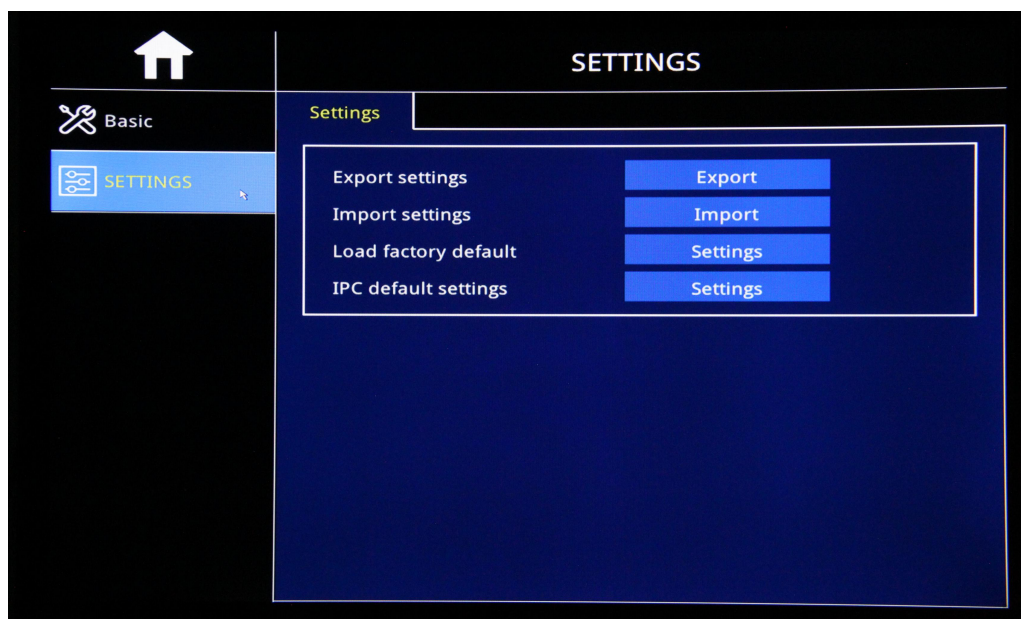 SETTINGS
Basic
SETTINGS
Settings
Export settings Export
Import settings Import
Load factory default Settings
IPC default settings Settings